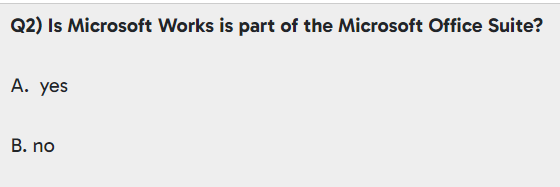 Q2) Is Microsoft Works is part of the Microsoft Office Suite?
A. yes
B. no